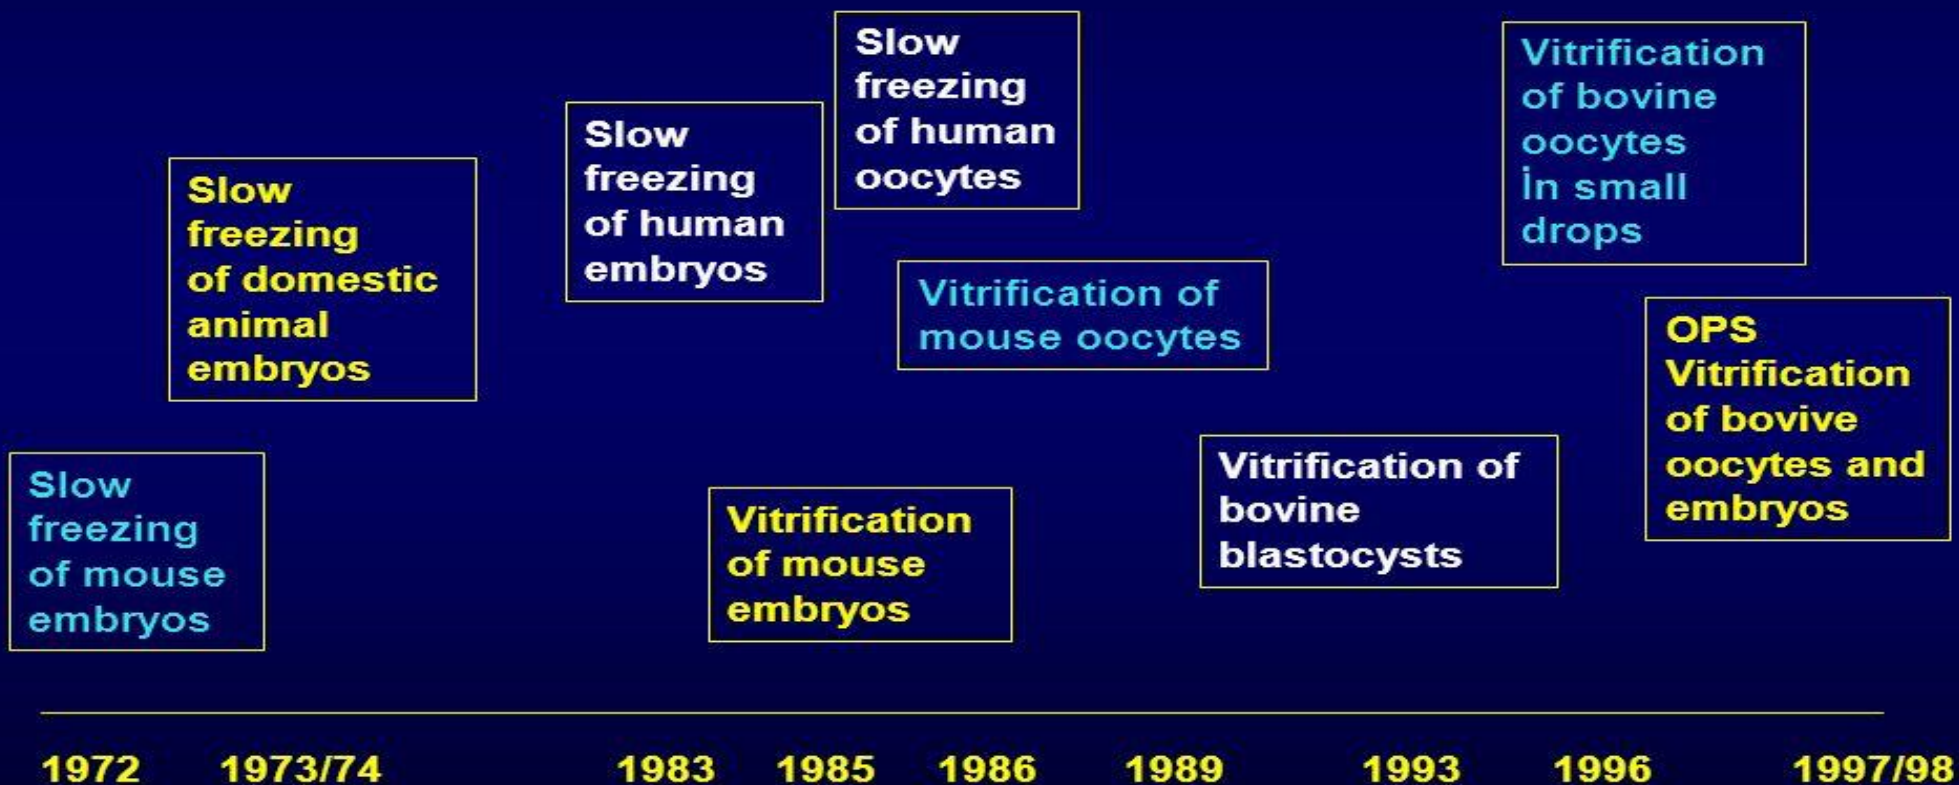 Slow
freezing
of mouse
embryos
Slow
freezing
of domestic
animal
embryos
Slow
freezing
of human
embryos
Vitrification
of mouse
embryos
Slow
freezing
of human
oocytes
Vitrification of
mouse oocytes
Vitrification of
bovine
blastocysts
Vitrification
of bovine
oocytes
İn small
drops
OPS
Vitrification
of bovive
oocytes and
embryos
1972 1973/74 1983 1985 1986 1989 1993 1996 1997/98